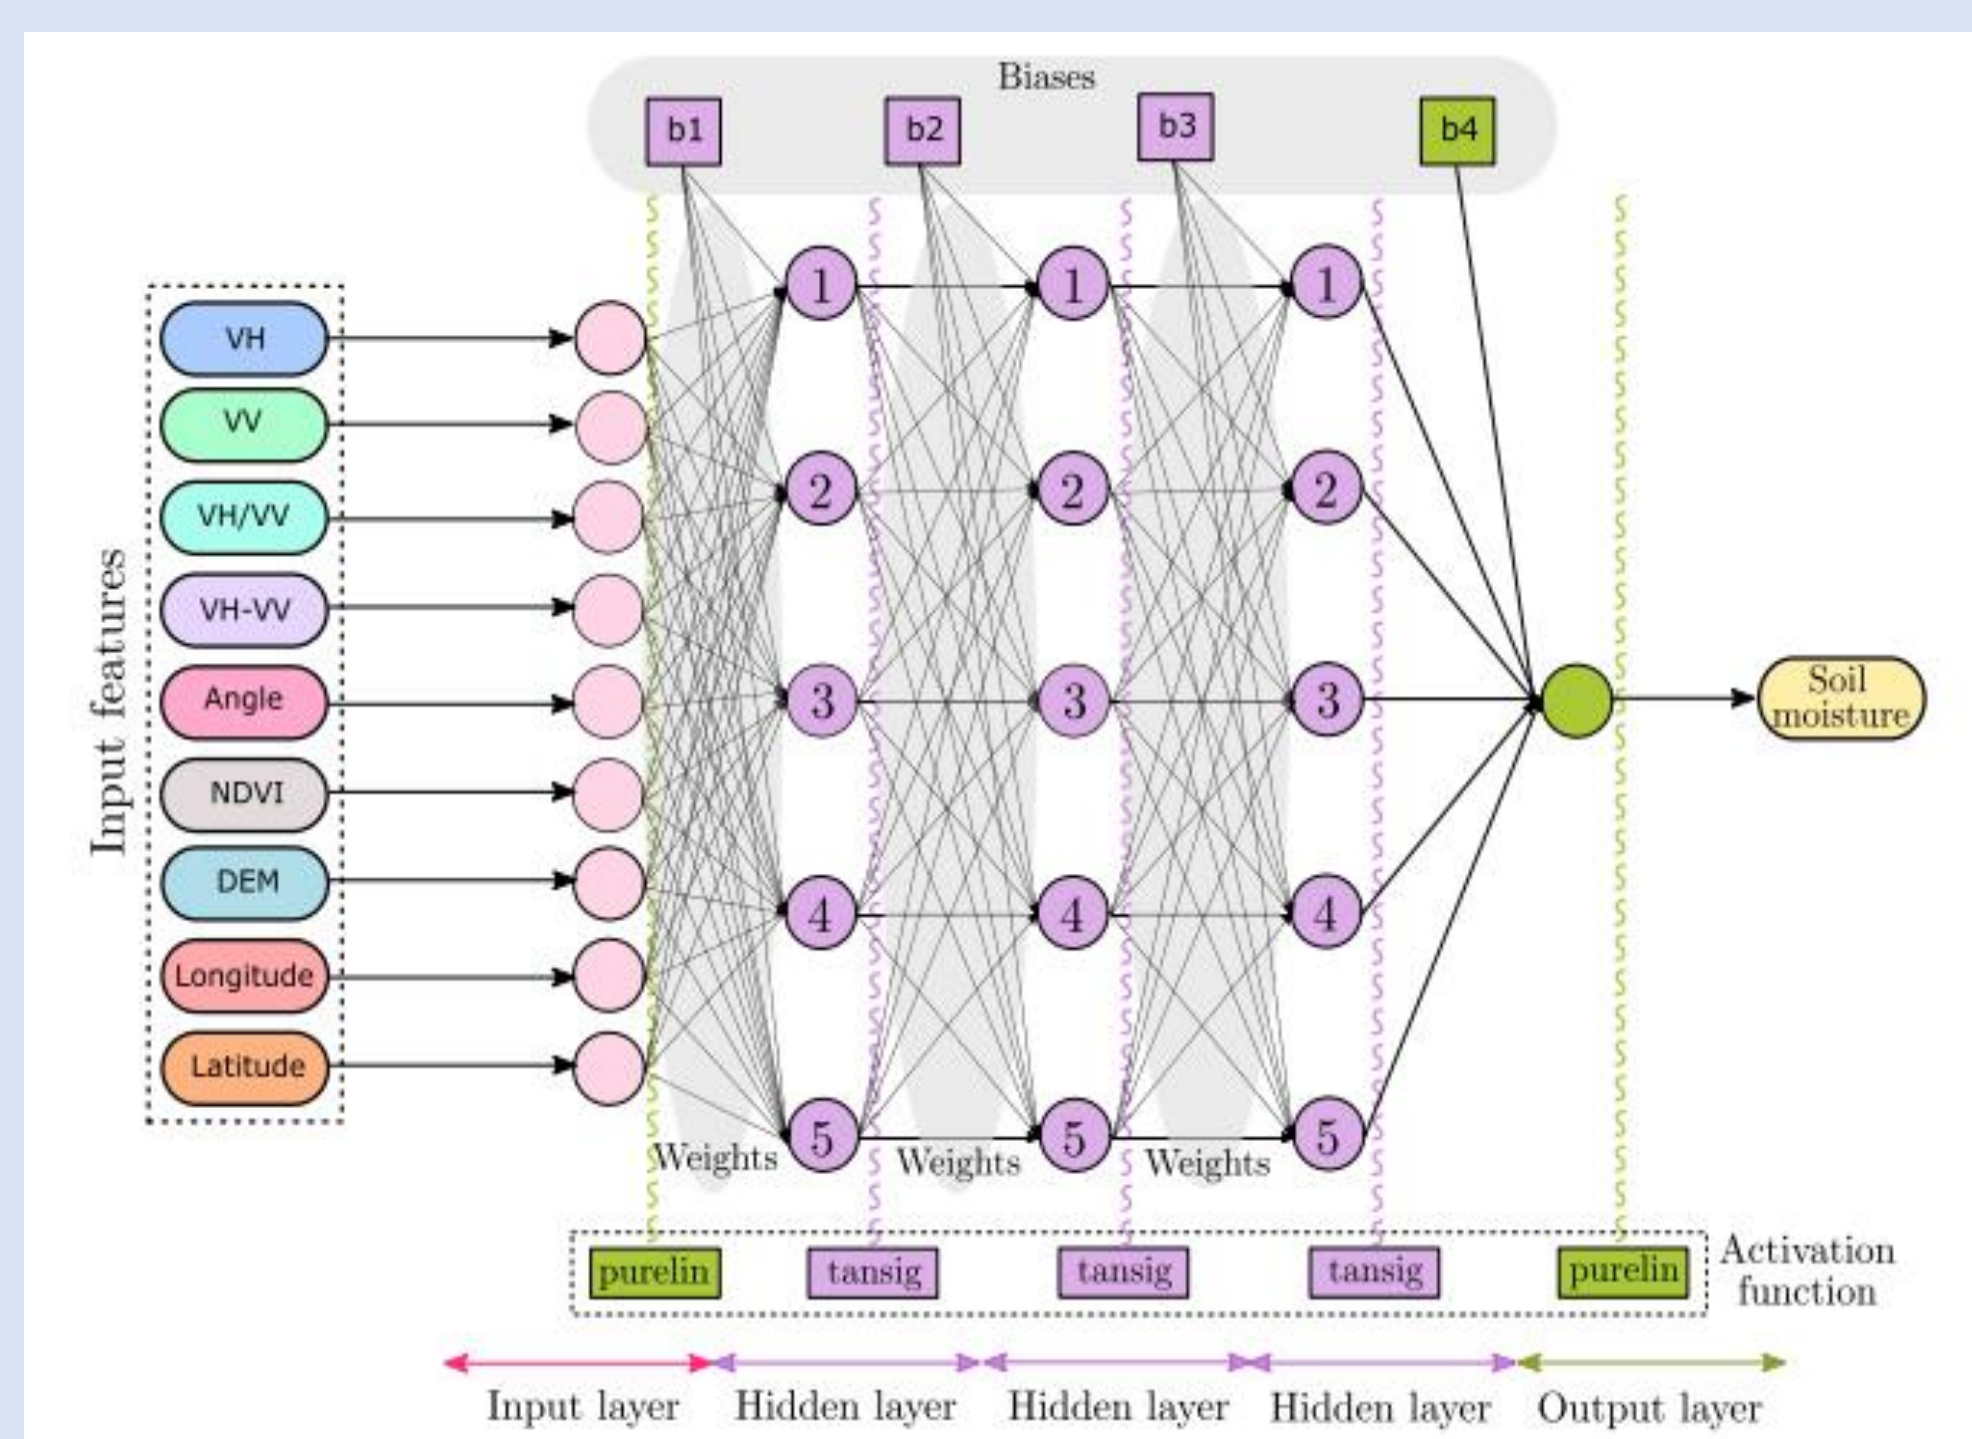 Biases
b1 b2 b3 b4
Input features
VH
VV
VH/VV
VH-VV
Angle
NDVI
DEM
Longitude
Latitude
1 1 1
2 2 2
3 3 3
4 4 4
5 5 5
Soil
moisture
Weights Weights Weights
purelin tansig tansig tansig purelin
Activation
function
Input layer Hidden layer Hidden layer Hidden layer Output layer